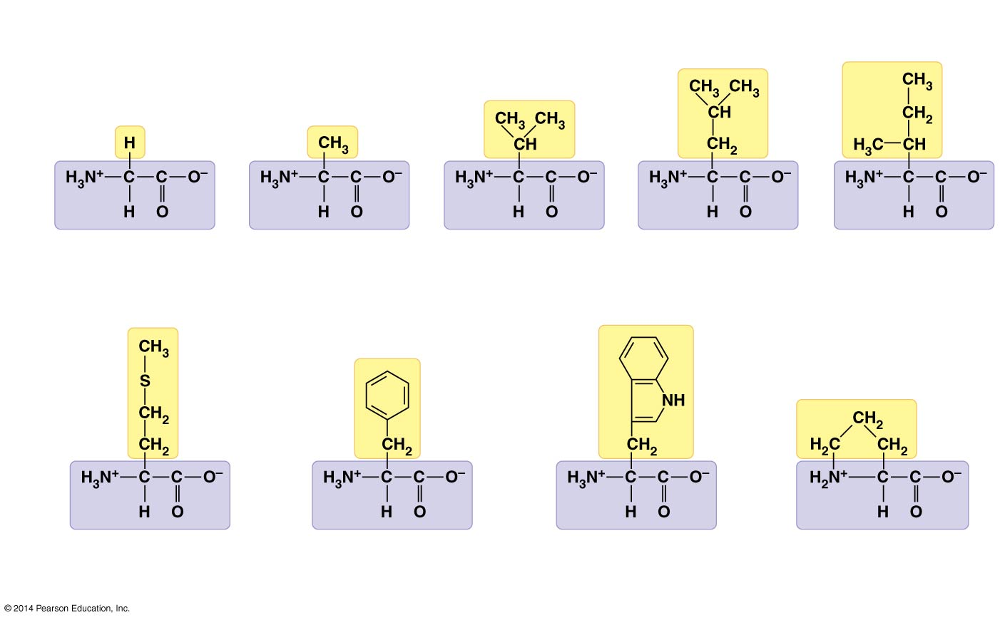 H
H₃N⁺—C—C—O⁻
H O
CH₃
H₃N⁺—C—C—O⁻
H O
CH₃ CH₃
CH
H₃N⁺—C—C—O⁻
H O
CH₃ CH₃
CH
CH₂
H₃N⁺—C—C—O⁻
H O
CH₃
CH₂
H₃C—CH
H₃N⁺—C—C—O⁻
H O
CH₃
S
CH₂
CH₂
H₃N⁺—C—C—O⁻
H O
CH₂
H₃N⁺—C—C—O⁻
H O
NH
CH₂
H₃N⁺—C—C—O⁻
H O
CH₂
H₂C CH₂
H₂N⁺—C—C—O⁻
H O
© 2014 Pearson Education, Inc.